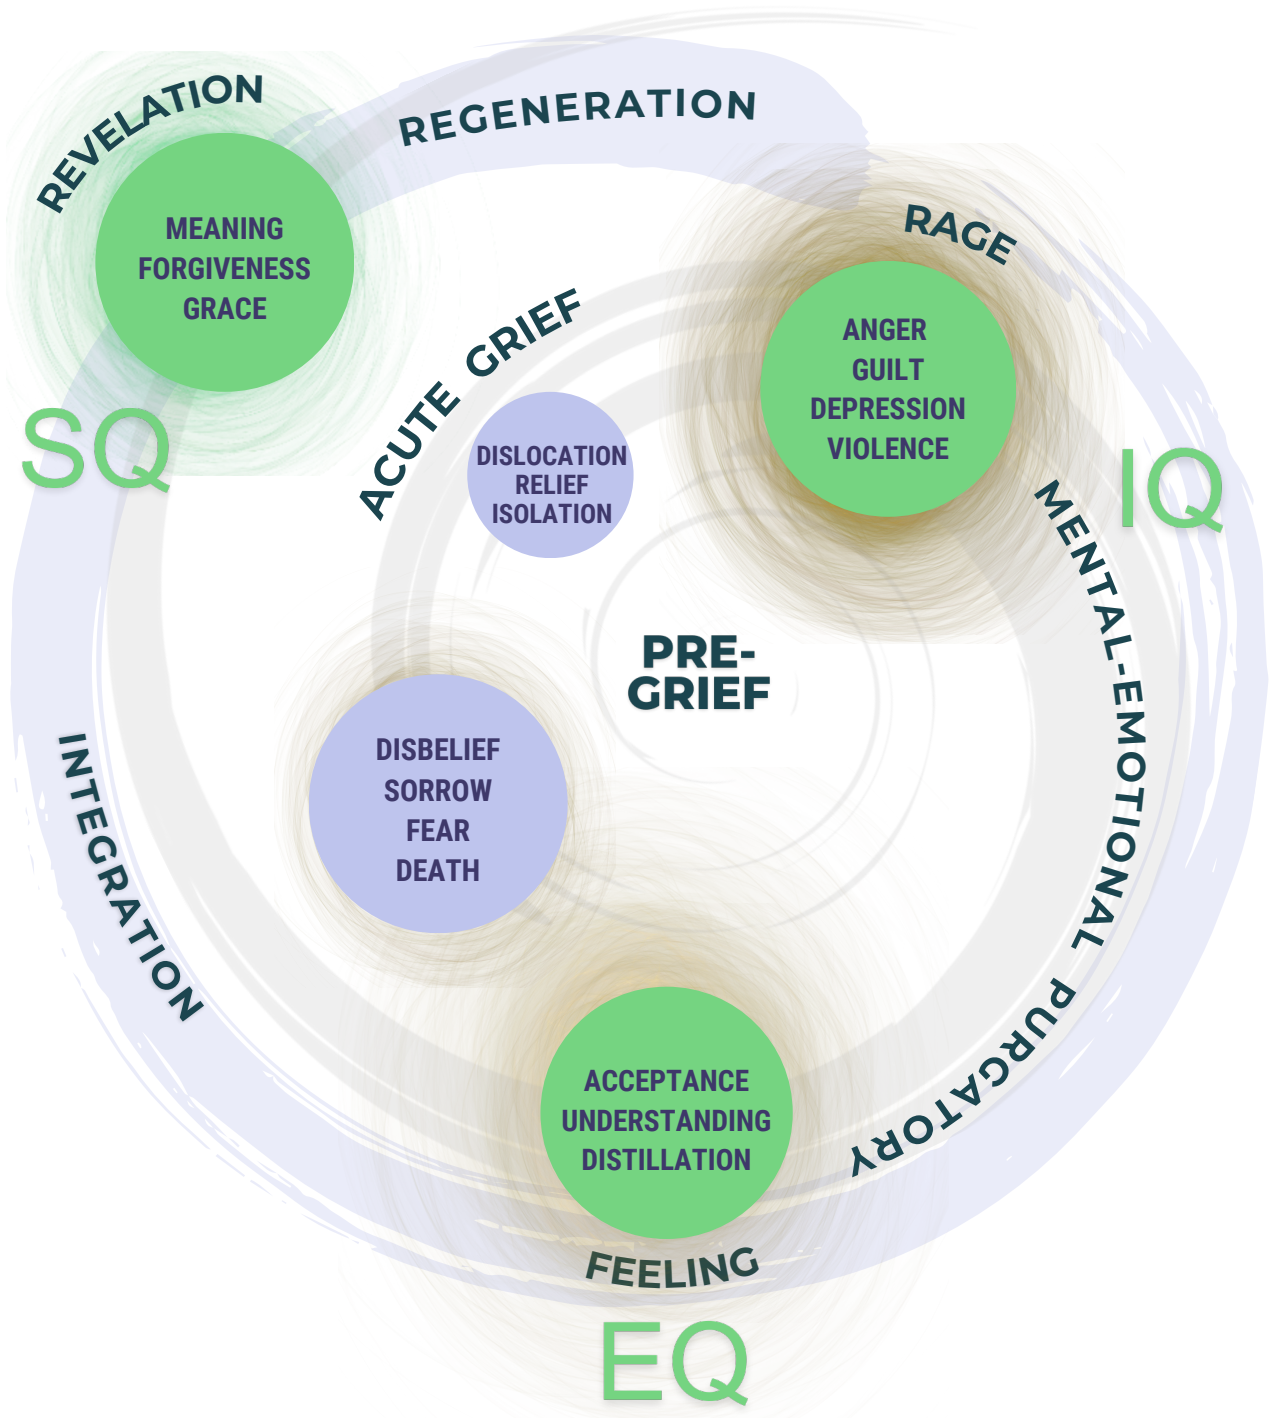 REVELATION
REGENERATION
RAGE
MEANING
FORGIVENESS
GRACE
ACUTE GRIEF
ANGER
GUILT
DEPRESSION
VIOLENCE
SQ
IQ
DISLOCATION
RELIEF
ISOLATION
MENTAL-EMOTIONAL PURGATORY
PRE-
GRIEF
DISBELIEF
SORROW
FEAR
DEATH
INTEGRATION
ACCEPTANCE
UNDERSTANDING
DISTILLATION
FEELING
EQ